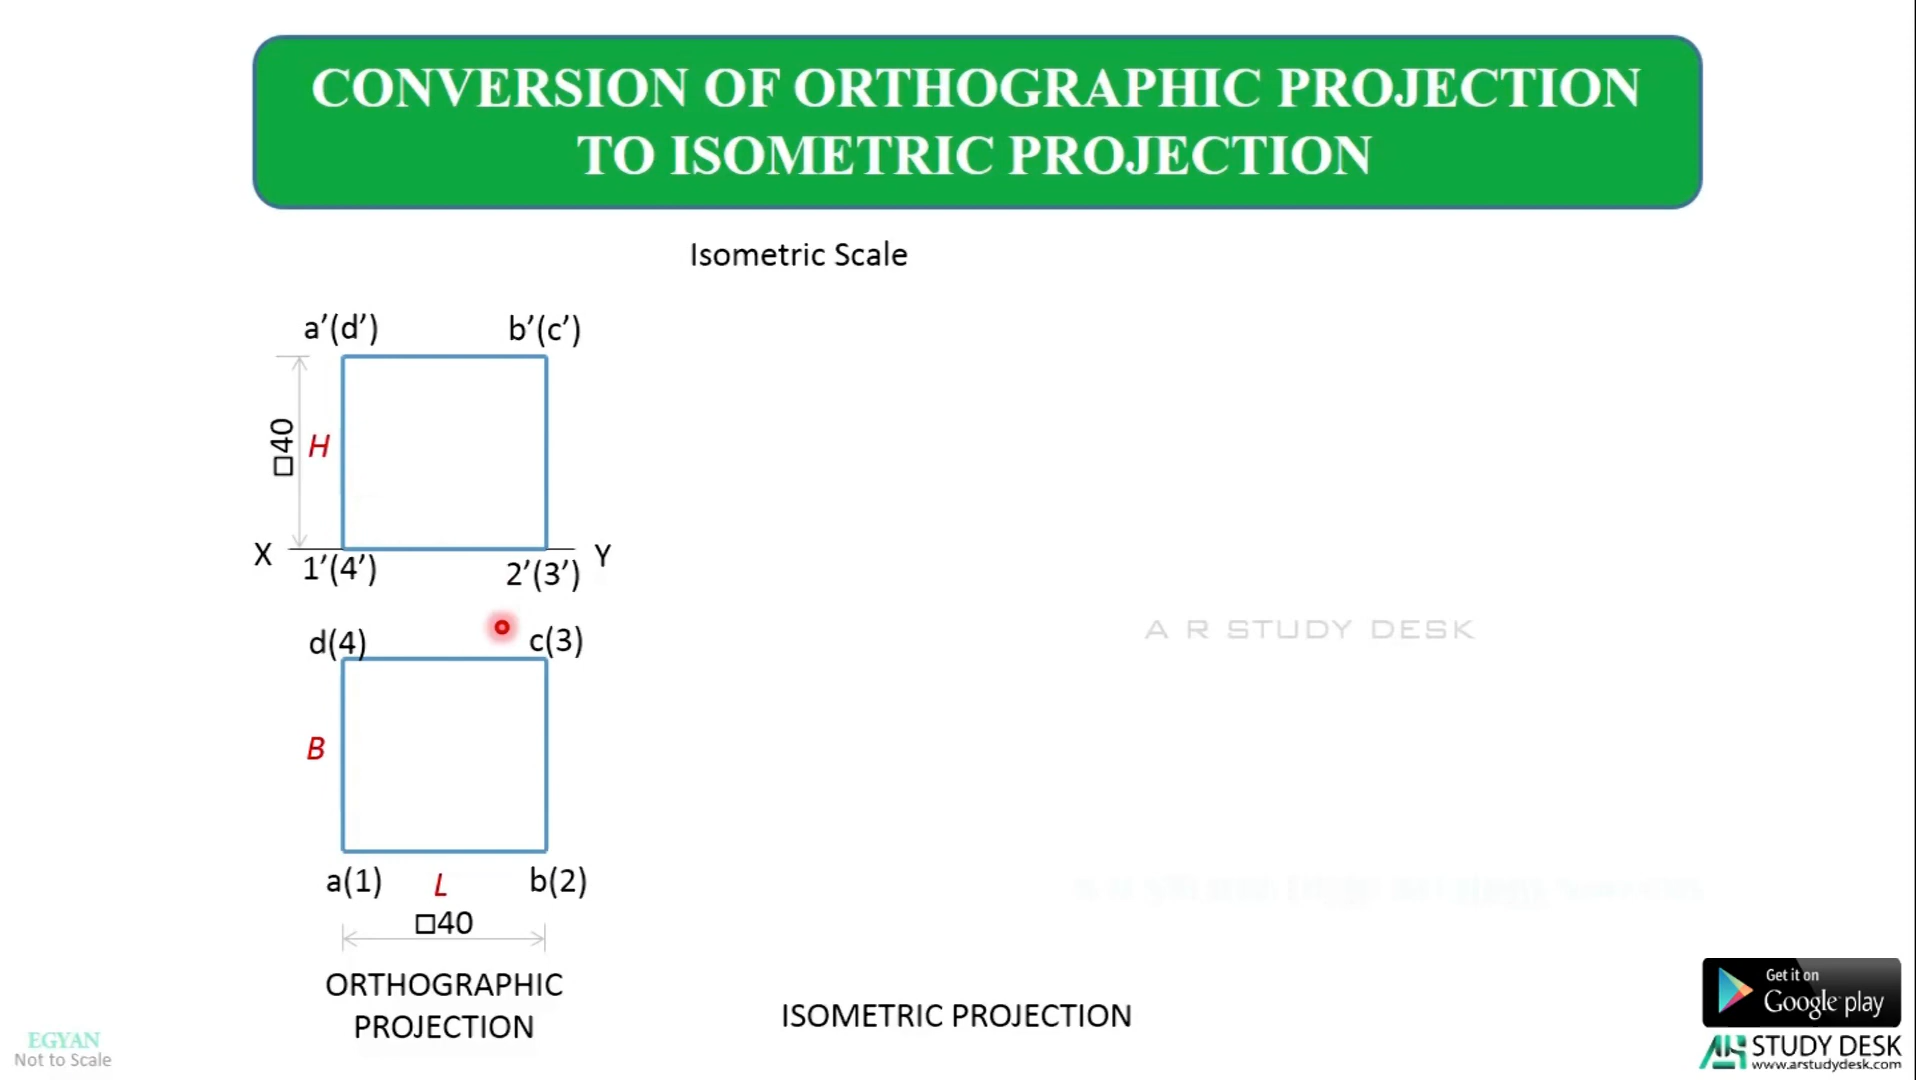 CONVERSION OF ORTHOGRAPHIC PROJECTION
TO ISOMETRIC PROJECTION
Isometric Scale
a’(d’)
b’(c’)
□40
H
X
Y
1’(4’)
2’(3’)
d(4)
c(3)
A R STUDY DESK
B
a(1)
L
b(2)
□40
ORTHOGRAPHIC
PROJECTION
ISOMETRIC PROJECTION
EGYAN
Not to Scale
Get it on
Google play
STUDY DESK
www.arstudydesk.com